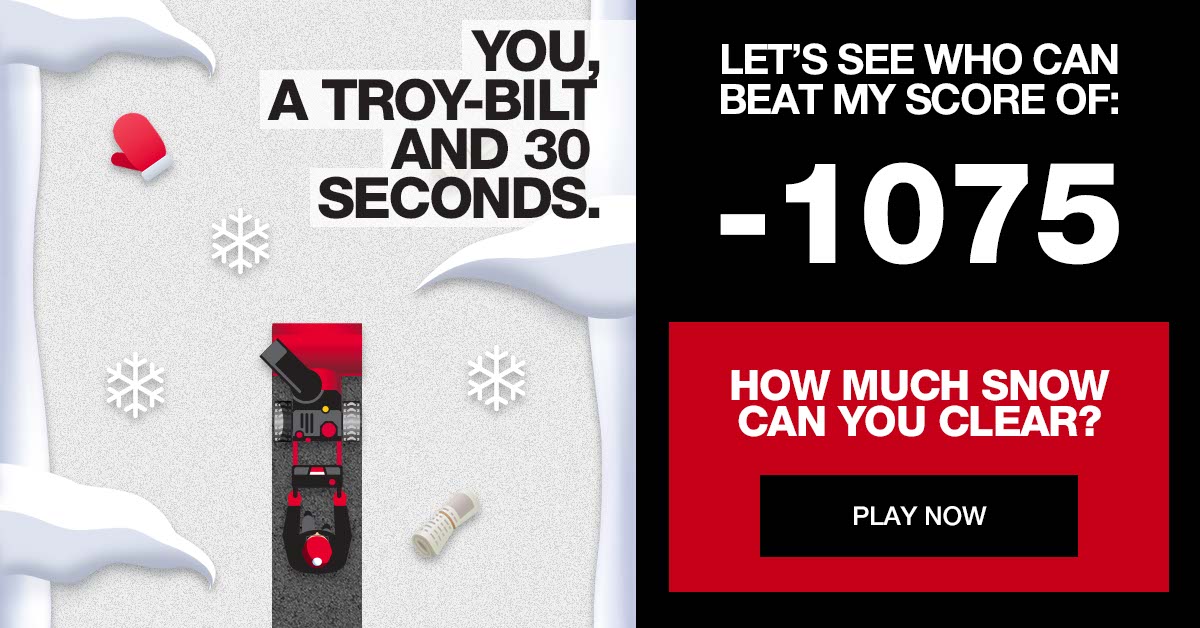 YOU,
A TROY-BILT
AND 30
SECONDS.
LET’S SEE WHO CAN
BEAT MY SCORE OF:
-1075
HOW MUCH SNOW
CAN YOU CLEAR?
PLAY NOW